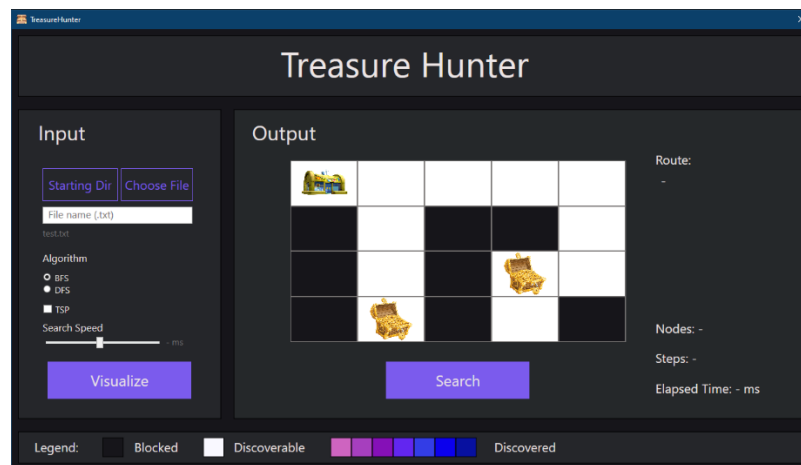 TreasureHunter
Treasure Hunter
Input
Starting Dir
Choose File
File name (.txt)
test.txt
Algorithm
BFS
DFS
TSP
Search Speed
- ms
Visualize
Output
Search
Route:
-
Nodes: -
Steps: -
Elapsed Time: - ms
Legend:
Blocked
Discoverable
Discovered